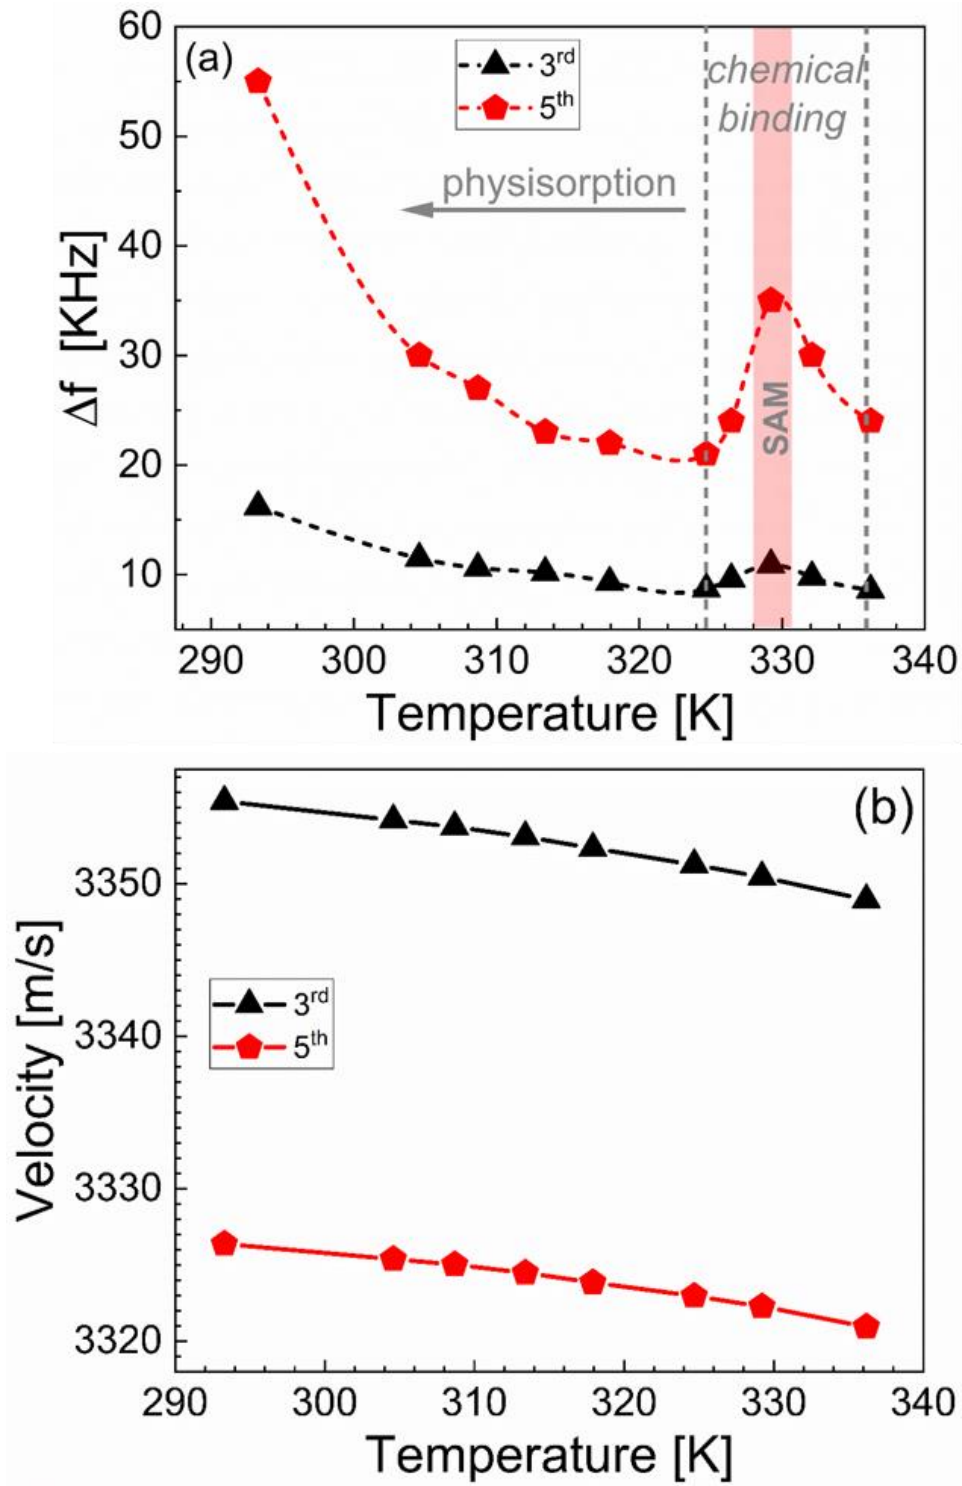 60
(a)
3rd
5th
chemical
binding
50
physisorption
40
Δf [KHz]
30
SAM
20
10
290 300 310 320 330 340
Temperature [K]
(b)
3350
Velocity [m/s]
3rd
5th
3340
3330
3320
290 300 310 320 330 340
Temperature [K]